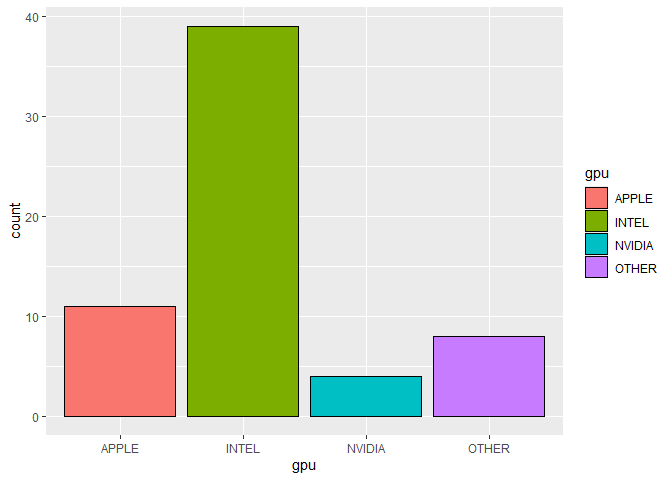 40
30
20
10
0
count
APPLE INTEL NVIDIA OTHER
gpu
gpu
APPLE
INTEL
NVIDIA
OTHER